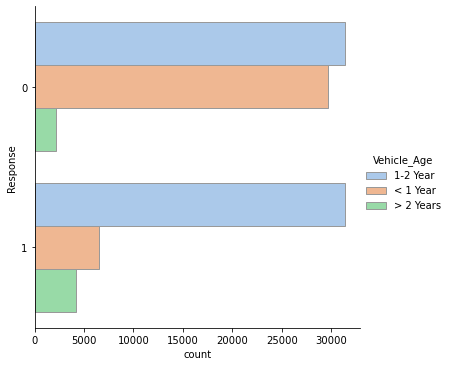 0
1
Response
0 5000 10000 15000 20000 25000 30000
count
Vehicle_Age
1-2 Year
< 1 Year
> 2 Years